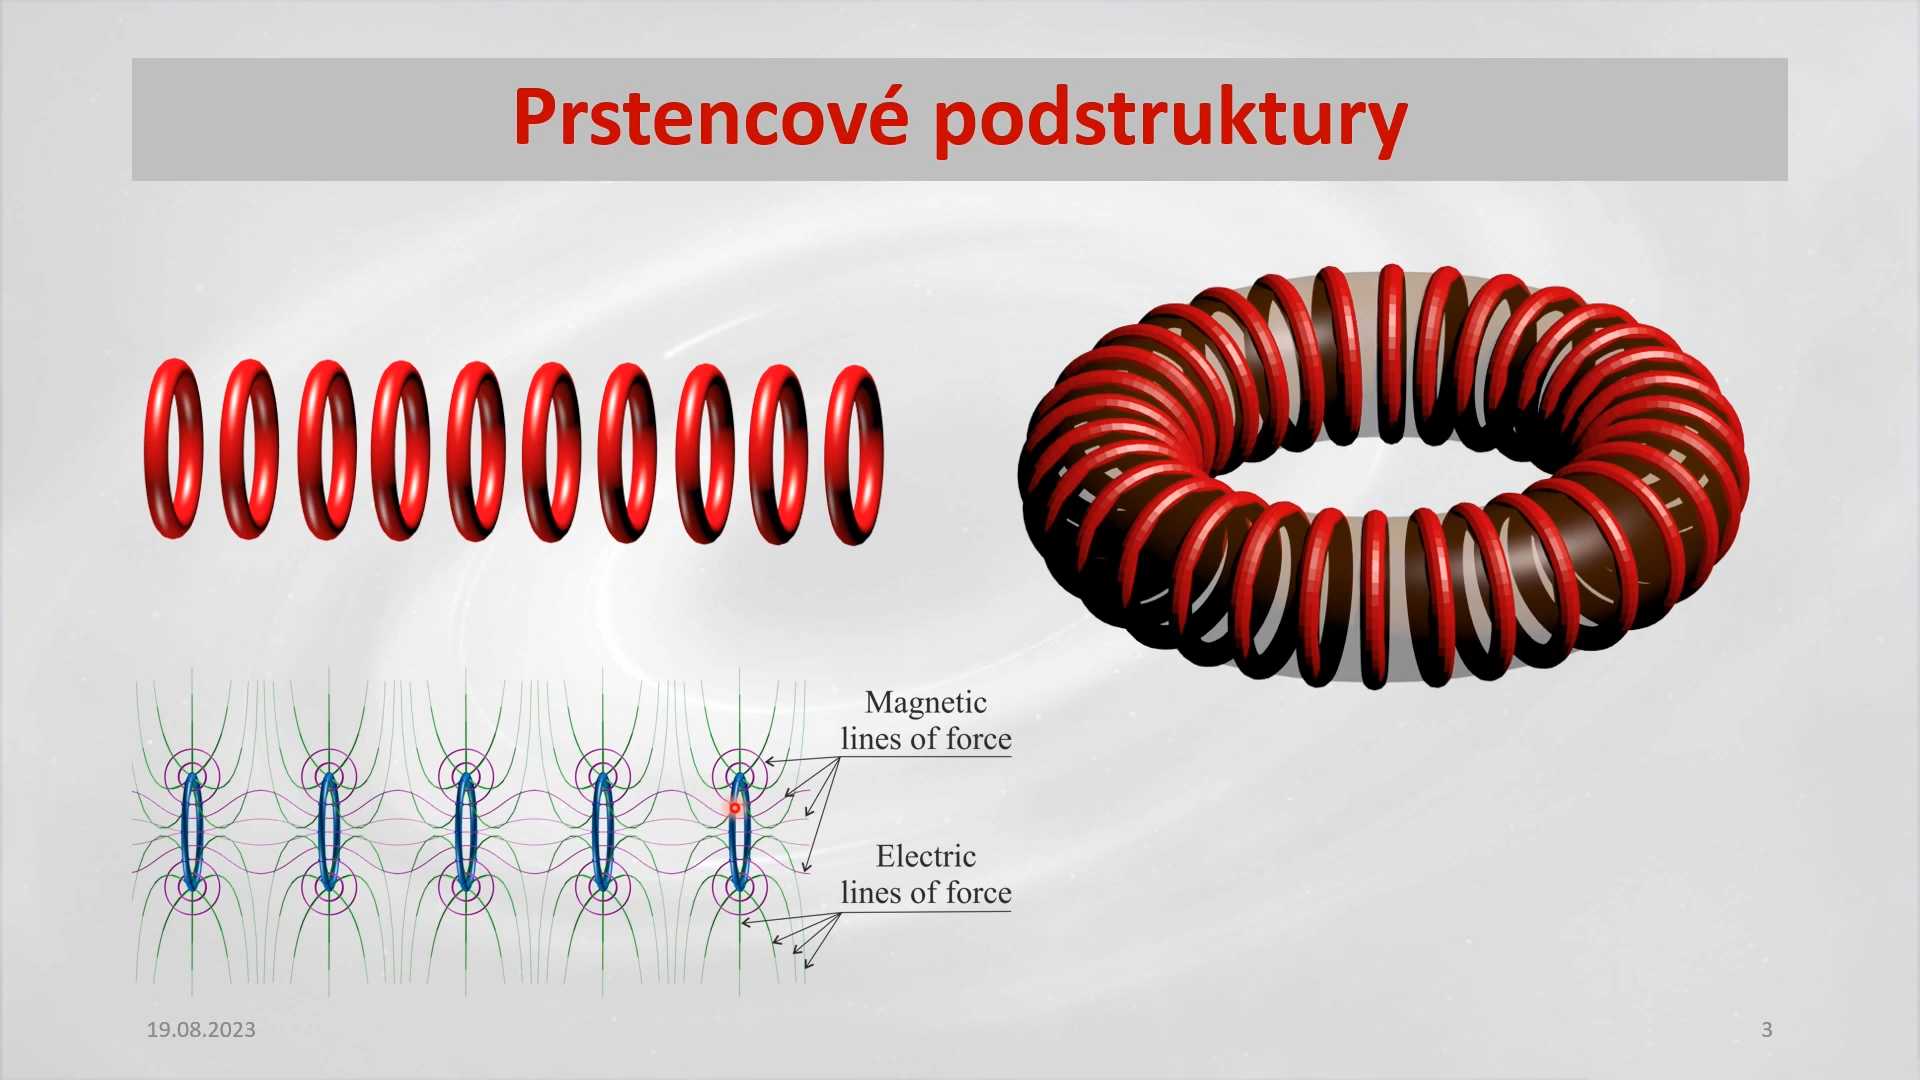 Prstencové podstruktury
Magnetic
lines of force
Electric
lines of force
19.08.2023
3